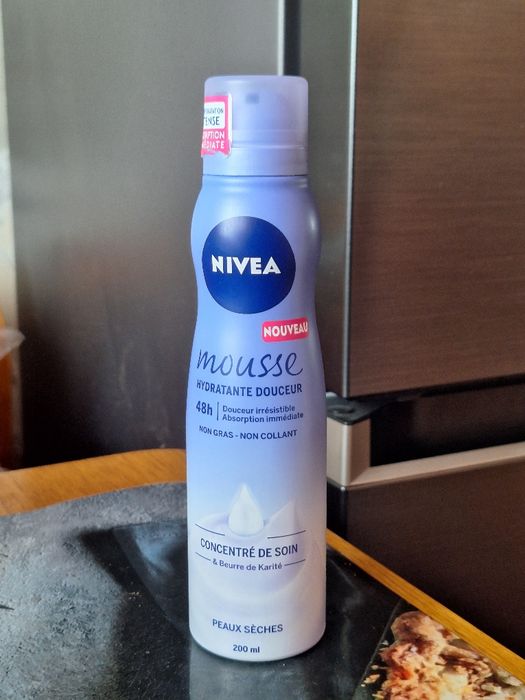 TENSE
NIVEA
NOUVEAU
mousse
HYDRATANTE DOUCEUR
48h
Douceur irrésistible
Absorption immédiate
NON GRAS - NON COLLANT
CONCENTRÉ DE SOIN
& Beurre de Karité
PEAUX SÈCHES
200 ml